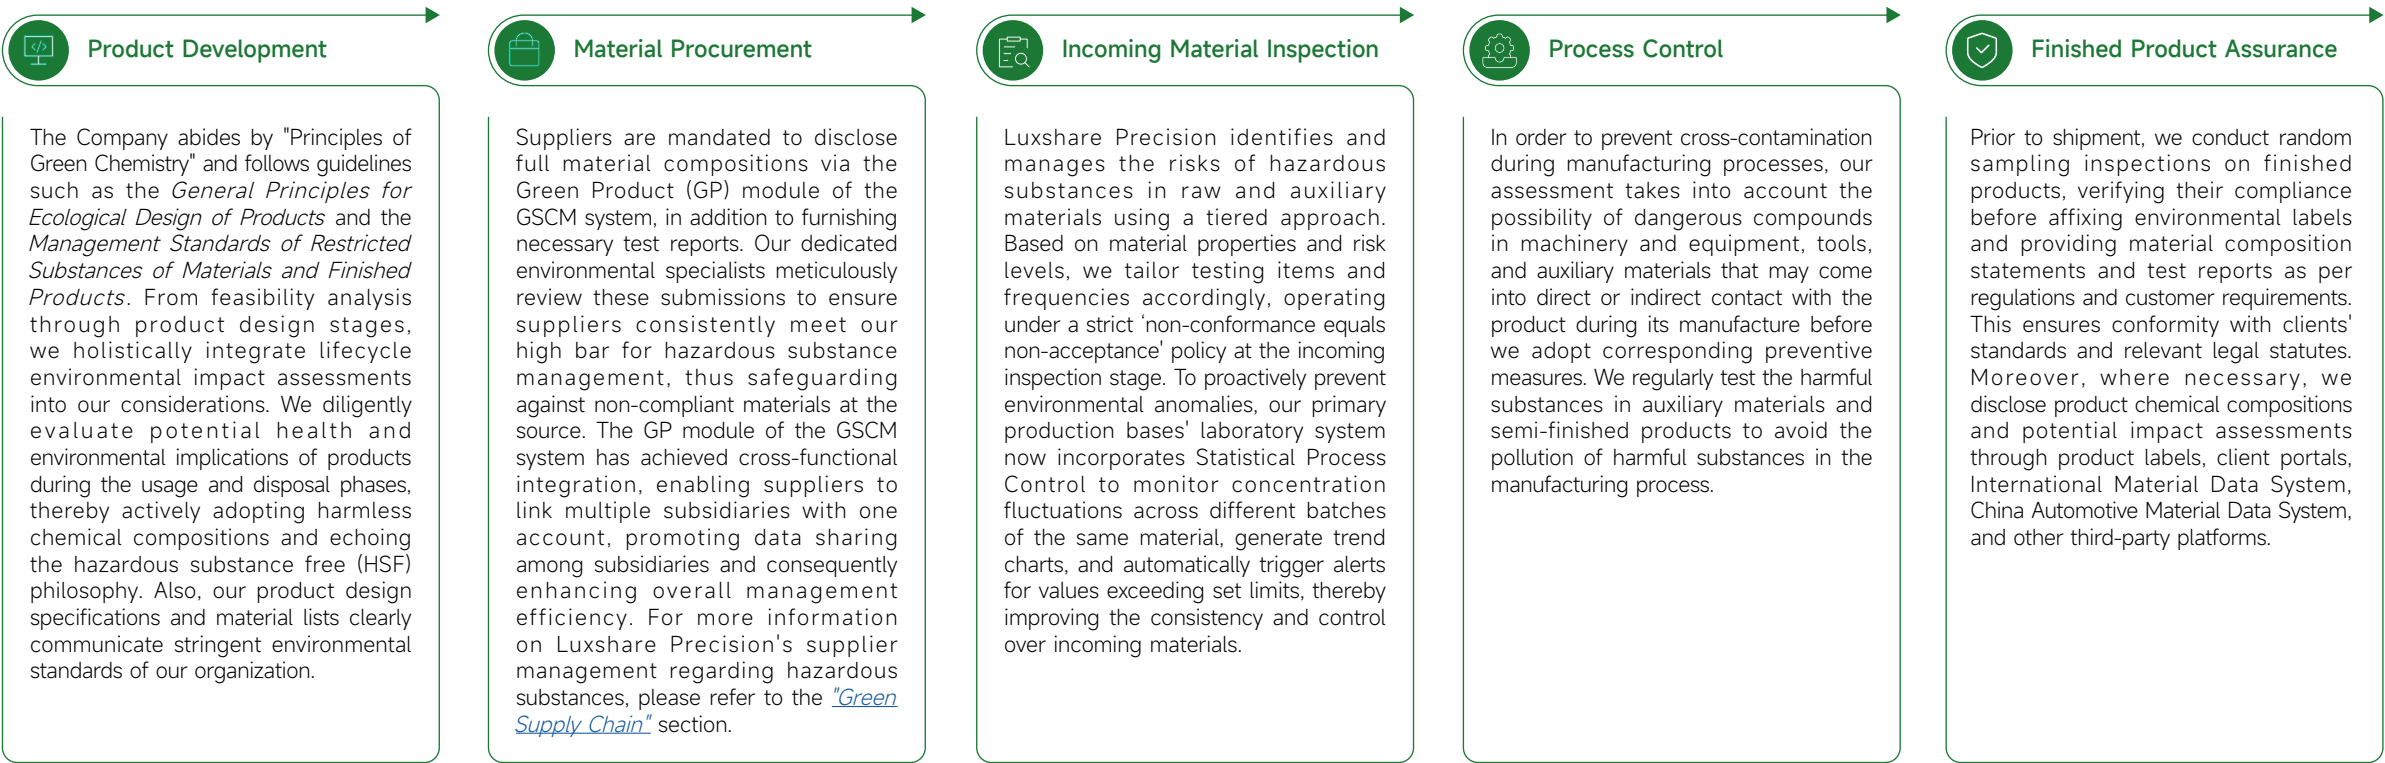 Product Development
The Company abides by "Principles of
Green Chemistry" and follows guidelines
such as the General Principles for
Ecological Design of Products and the
Management Standards of Restricted
Substances of Materials and Finished
Products. From feasibility analysis
through product design stages,
we holistically integrate lifecycle
environmental impact assessments
into our considerations. We diligently
evaluate potential health and
environmental implications of products
during the usage and disposal phases,
thereby actively adopting harmless
chemical compositions and echoing
the hazardous substance free (HSF)
philosophy. Also, our product design
specifications and material lists clearly
communicate stringent environmental
standards of our organization.
Material Procurement
Suppliers are mandated to disclose
full material compositions via the
Green Product (GP) module of the
GSCM system, in addition to furnishing
necessary test reports. Our dedicated
environmental specialists meticulously
review these submissions to ensure
suppliers consistently meet our
high bar for hazardous substance
management, thus safeguarding
against non-compliant materials at the
source. The GP module of the GSCM
system has achieved cross-functional
integration, enabling suppliers to
link multiple subsidiaries with one
account, promoting data sharing
among subsidiaries and consequently
enhancing overall management
efficiency. For more information
on Luxshare Precision's supplier
management regarding hazardous
substances, please refer to the "Green
Supply Chain" section.
Incoming Material Inspection
Luxshare Precision identifies and
manages the risks of hazardous
substances in raw and auxiliary
materials using a tiered approach.
Based on material properties and risk
levels, we tailor testing items and
frequencies accordingly, operating
under a strict ‘non-conformance equals
non-acceptance' policy at the incoming
inspection stage. To proactively prevent
environmental anomalies, our primary
production bases' laboratory system
now incorporates Statistical Process
Control to monitor concentration
fluctuations across different batches
of the same material, generate trend
charts, and automatically trigger alerts
for values exceeding set limits, thereby
improving the consistency and control
over incoming materials.
Process Control
In order to prevent cross-contamination
during manufacturing processes, our
assessment takes into account the
possibility of dangerous compounds
in machinery and equipment, tools,
and auxiliary materials that may come
into direct or indirect contact with the
product during its manufacture before
we adopt corresponding preventive
measures. We regularly test the harmful
substances in auxiliary materials and
semi-finished products to avoid the
pollution of harmful substances in the
manufacturing process.
Finished Product Assurance
Prior to shipment, we conduct random
sampling inspections on finished
products, verifying their compliance
before affixing environmental labels
and providing material composition
statements and test reports as per
regulations and customer requirements.
This ensures conformity with clients'
standards and relevant legal statutes.
Moreover, where necessary, we
disclose product chemical compositions
and potential impact assessments
through product labels, client portals,
International Material Data System,
China Automotive Material Data System,
and other third-party platforms.